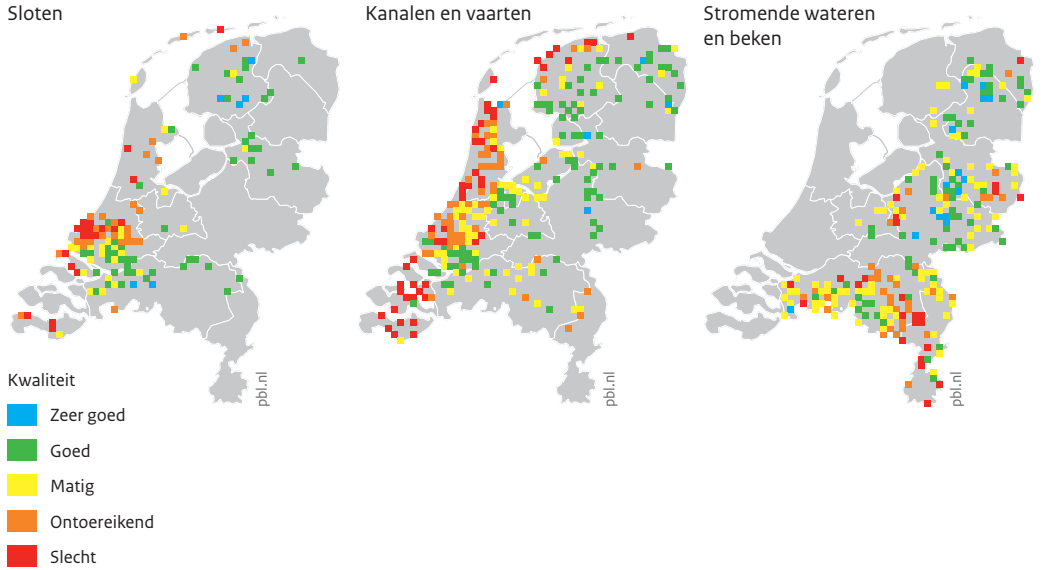 Sloten
Kanalen en vaarten
Stromende wateren
en beken
pbl.nl
pbl.nl
pbl.nl
Kwaliteit
Zeer goed
Goed
Matig
Ontoereikend
Slecht